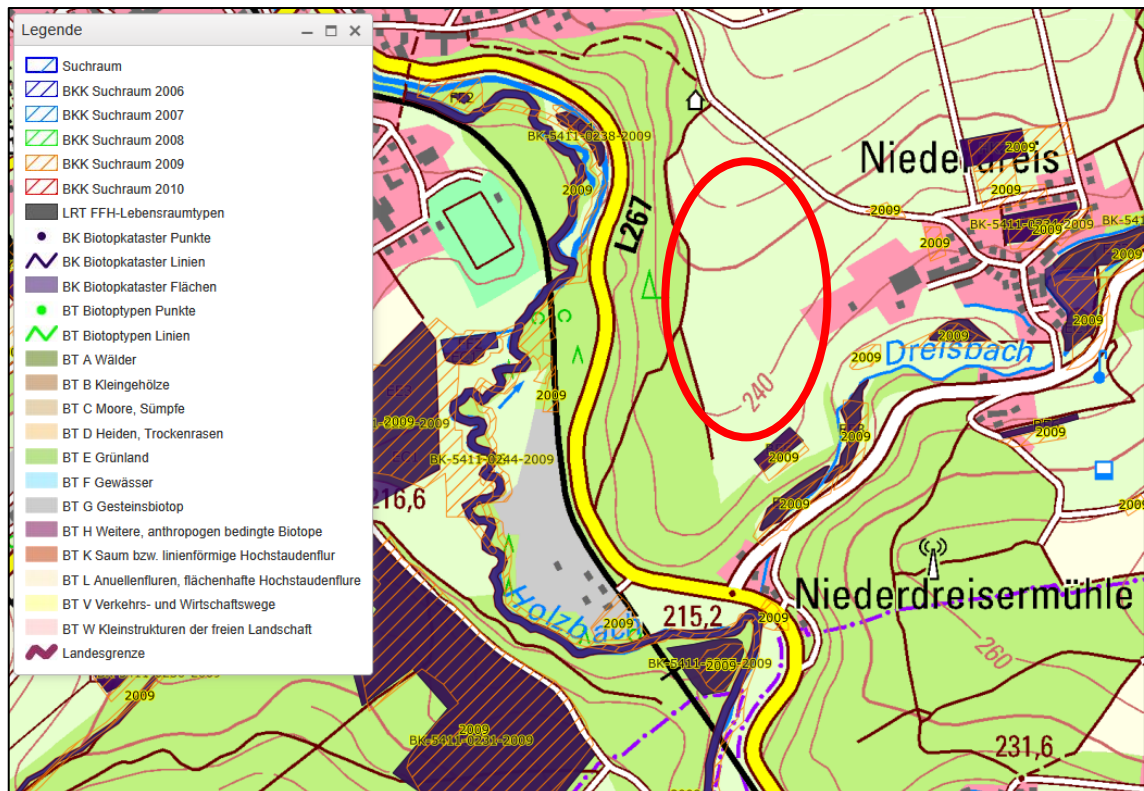 Legende
Suchraum
BKK Suchraum 2006
BKK Suchraum 2007
BKK Suchraum 2008
BKK Suchraum 2009
BKK Suchraum 2010
LRT FFH-Lebensraumtypen
BK Biotopkataster Punkte
BK Biotopkataster Linien
BK Biotopkataster Flächen
BT Biotoptypen Punkte
BT Biotoptypen Linien
BT A Wälder
BT B Kleingehölze
BT C Moore, Sümpfe
BT D Heiden, Trockenrasen
BT E Grünland
BT F Gewässer
BT G Gesteinsbiotop
BT H Weitere, anthropogen bedingte Biotope
BT K Saum bzw. linienförmige Hochstaudenflur
BT L Anuellenfluren, flächenhafte Hochstaudenflure
BT V Verkehrs- und Wirtschaftswege
BT W Kleinstrukturen der freien Landschaft
Landesgrenze
BK-5411-0238-2009
2009
L267
Niederdreis
2009
2009
2009
2009
2009
2009
Dreisbach
2009
240
2009
2009
2009
2009
2009
BK-5411-0244-2009
216,6
Holzbach
2009
215,2
Niederdreisermühle
2009
BK-5411-0231-2009
2009
2009
260
231,6